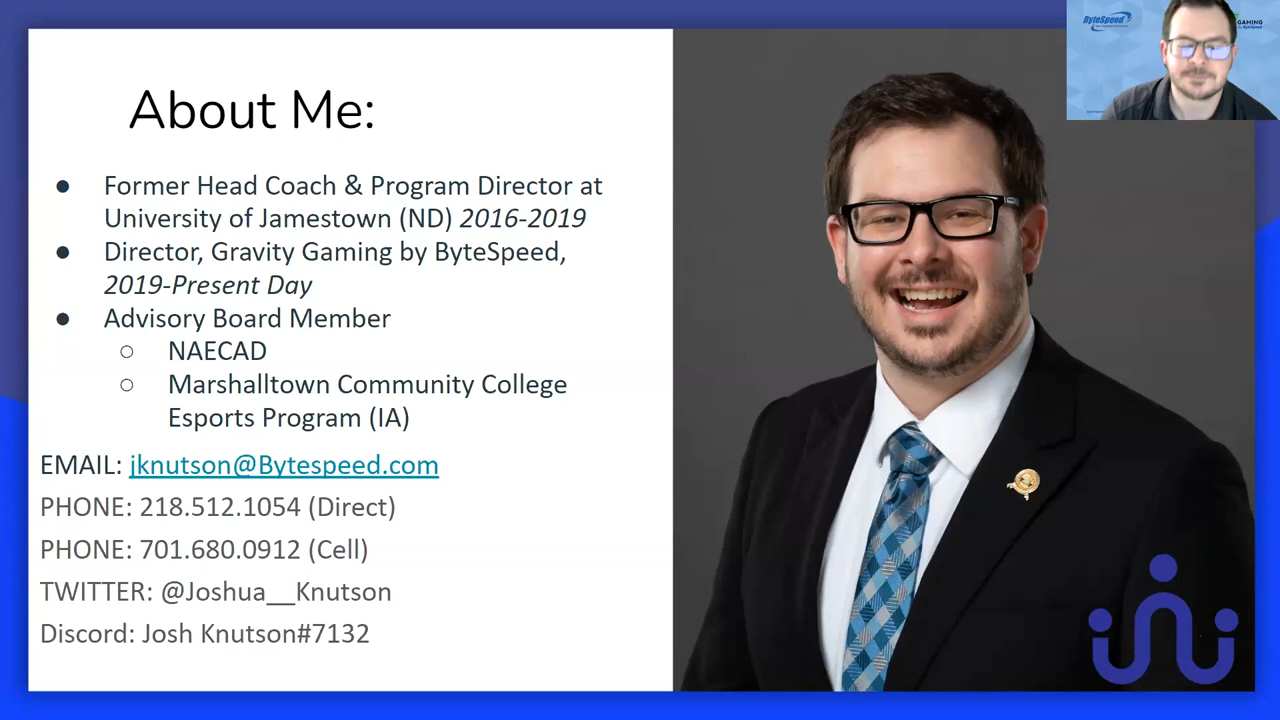 About Me:
● Former Head Coach & Program Director at
University of Jamestown (ND) 2016-2019
● Director, Gravity Gaming by ByteSpeed,
2019-Present Day
● Advisory Board Member
○ NAECAD
○ Marshalltown Community College
Esports Program (IA)
EMAIL: jknutson@Bytespeed.com
PHONE: 218.512.1054 (Direct)
PHONE: 701.680.0912 (Cell)
TWITTER: @Joshua__Knutson
Discord: Josh Knutson#7132
ByteSpeed
GAMING